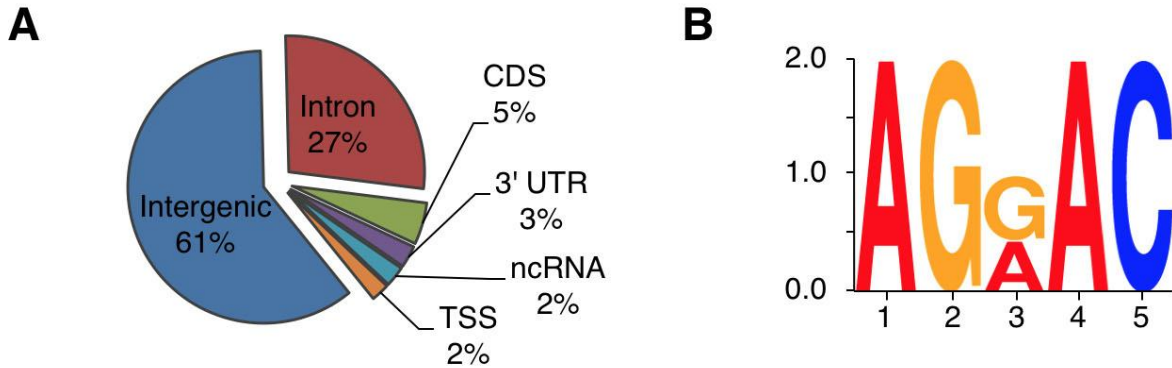 A
Intergenic
61%
Intron
27%
CDS
5%
3' UTR
3%
ncRNA
2%
TSS
2%
B
2.0
1.0
0.0
AGGAC
A
1 2 3 4 5